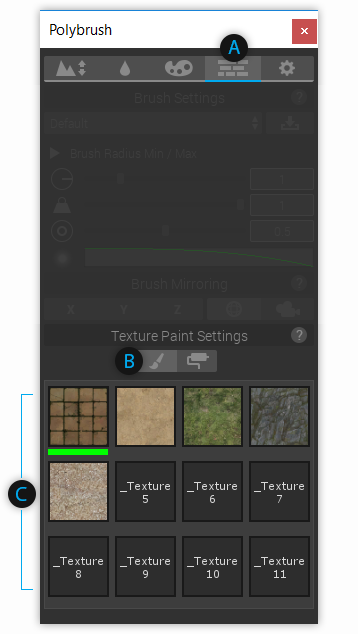 Polybrush
A
Brush Settings
?
Default
Brush Radius Min / Max
1
1
0.5
Brush Mirroring
?
X Y Z
Texture Paint Settings
?
B
C
_Texture
5
_Texture
6
_Texture
7
_Texture
8
_Texture
9
_Texture
10
_Texture
11